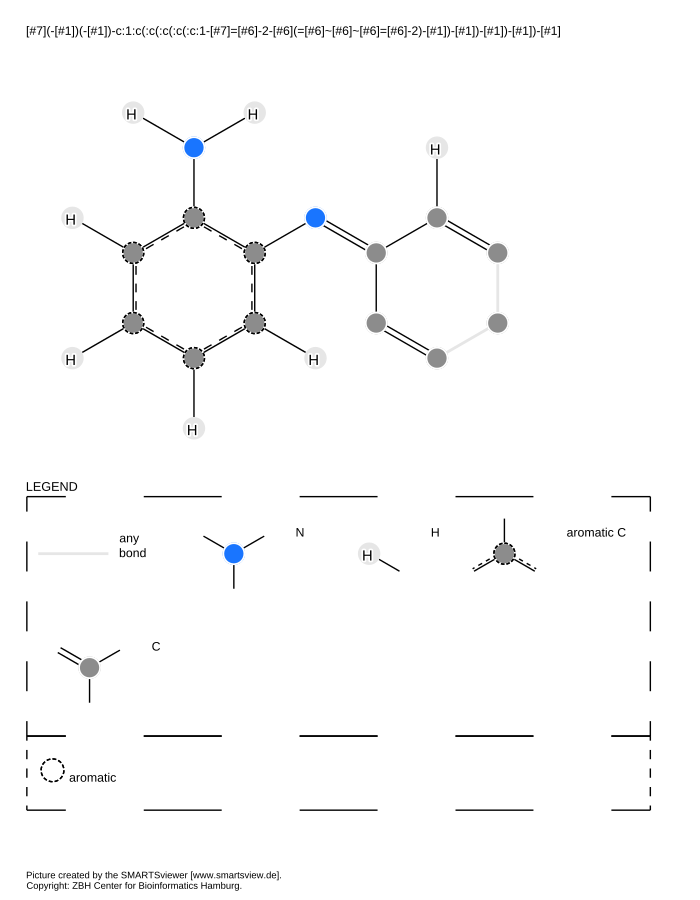 [#7](-[#1])(-[#1])-c:1:c(:c(:c(:c(:c:1-[#7]=[#6]-2-[#6](=[#6]~[#6]~[#6]=[#6]-2)-[#1])-[#1])-[#1])-[#1])-[#1]
H H
H H
H H
H
LEGEND
any
bond
N
H
H
aromatic C
C
aromatic
Picture created by the SMARTSviewer [www.smartsview.de].
Copyright: ZBH Center for Bioinformatics Hamburg.